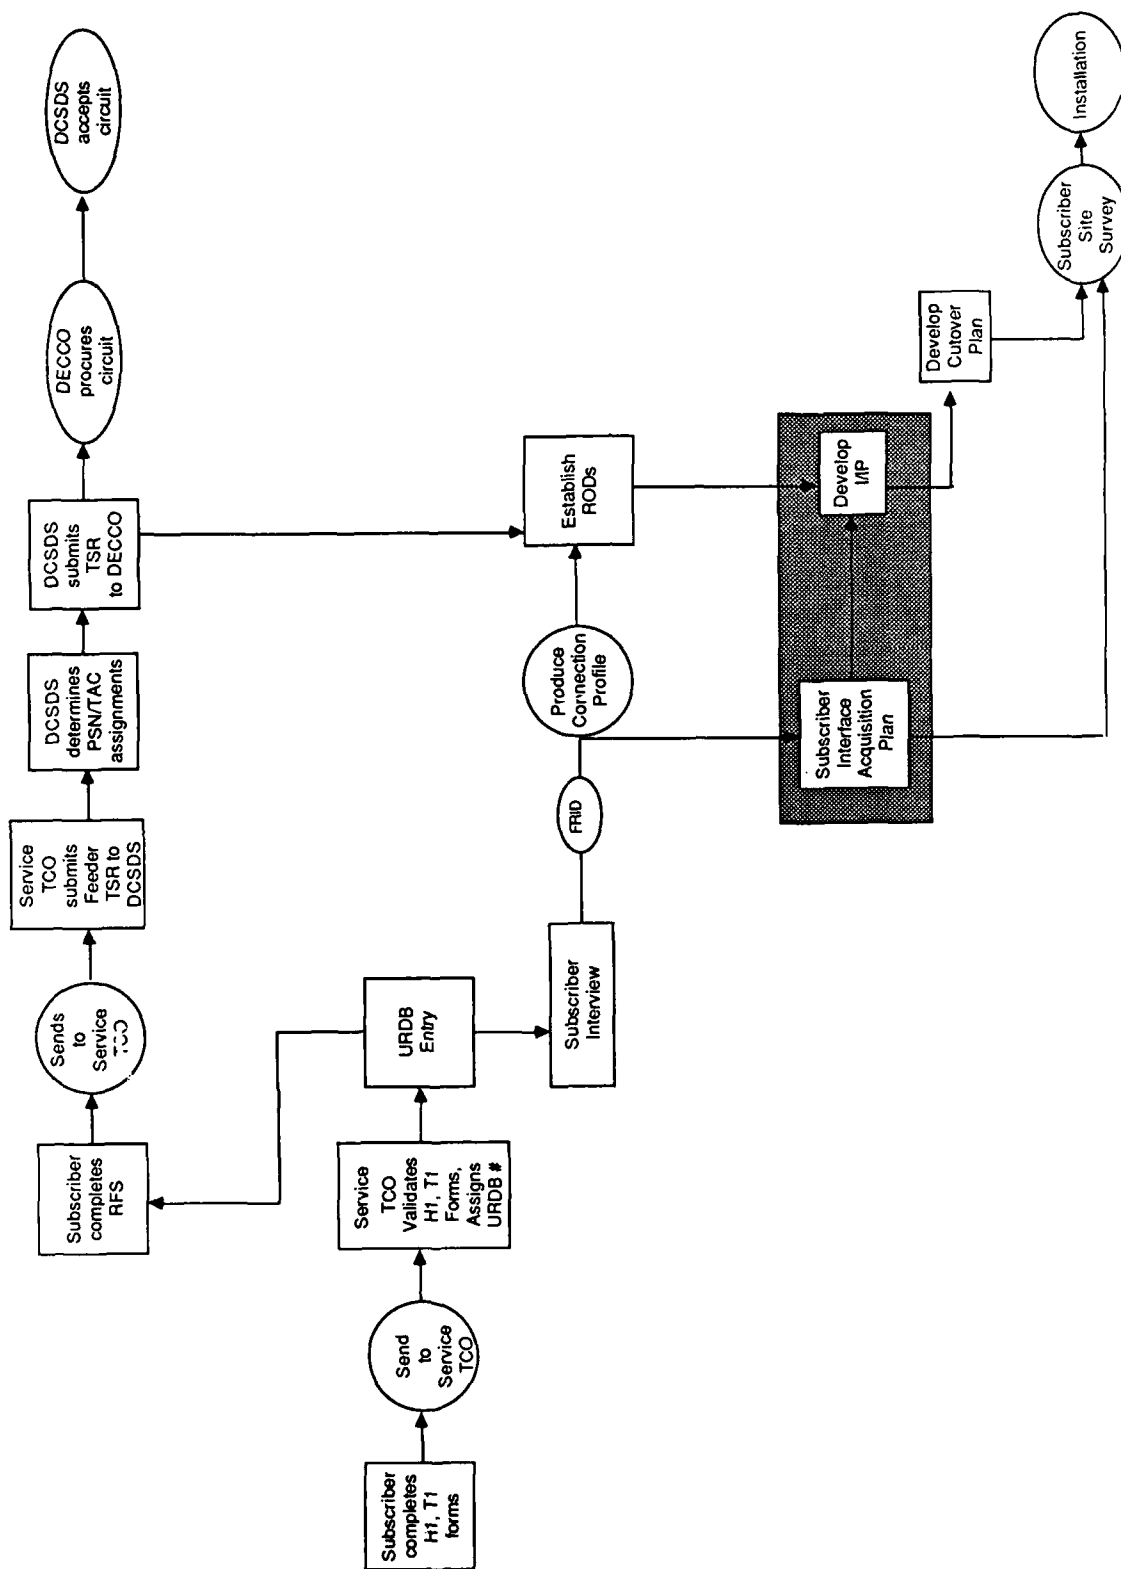 Subscriber
completes
RFS
Sends
to
Service
TCO
Service
TCO
submits
Feeder
TSR to
DCSDS
DCSDS
determines
PSN/TAC
assignments
DCSDS
submits
TSR
to DECCO
DECCO
procures
circuit
DCSDS
accepts
circuit
Subscriber
completes
H1, T1
forms
Send
to
Service
TCO
Service
TCO
Validates
H1, T1
Forms,
Assigns
URDB #
URDB
Entry
Subscriber
Interview
FRID
Produce
Connection
Profile
Establish
RODs
Subscriber
Interface
Acquisition
Plan
Develop
I/IP
Develop
Cutover
Plan
Subscriber
Site
Survey
Installation